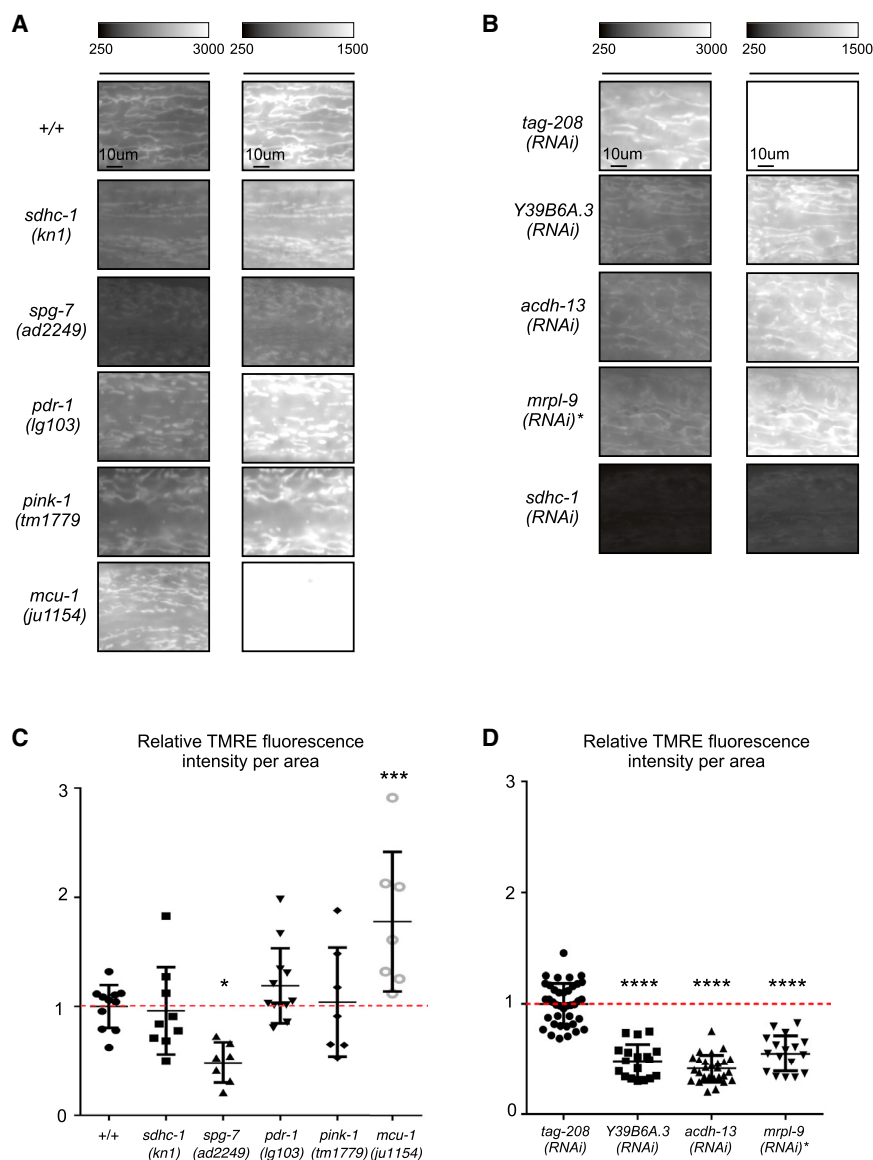 A
250 3000 250 1500
+/+
10um 10um
sdhc-1
(kn1)
spg-7
(ad2249)
pdr-1
(lg103)
pink-1
(tm1779
mcu-1
(ju1154)
B
250 3000 250 1500
tag-208
(RNAi)
10um 10um
Y39B6A.3
(RNAi)
acdh-13
(RNAi)
mrpl-9
(RNAi)*
sdhc-1
(RNAi)
C
Relative TMRE fluorescence
intensity per area
***
*
3
2
1
0
+/+ sdhc-1 spg-7 pdr-1 pink-1 mcu-1
(kn1) (ad2249) (lg103) (tm1779) (ju1154)
D
Relative TMRE fluorescence
intensity per area
3
2
**** **** ****
1
0
tag-208 Y39B6A.3 acdh-13 mrpl-9
(RNAi) (RNAi) (RNAi) (RNAi)*